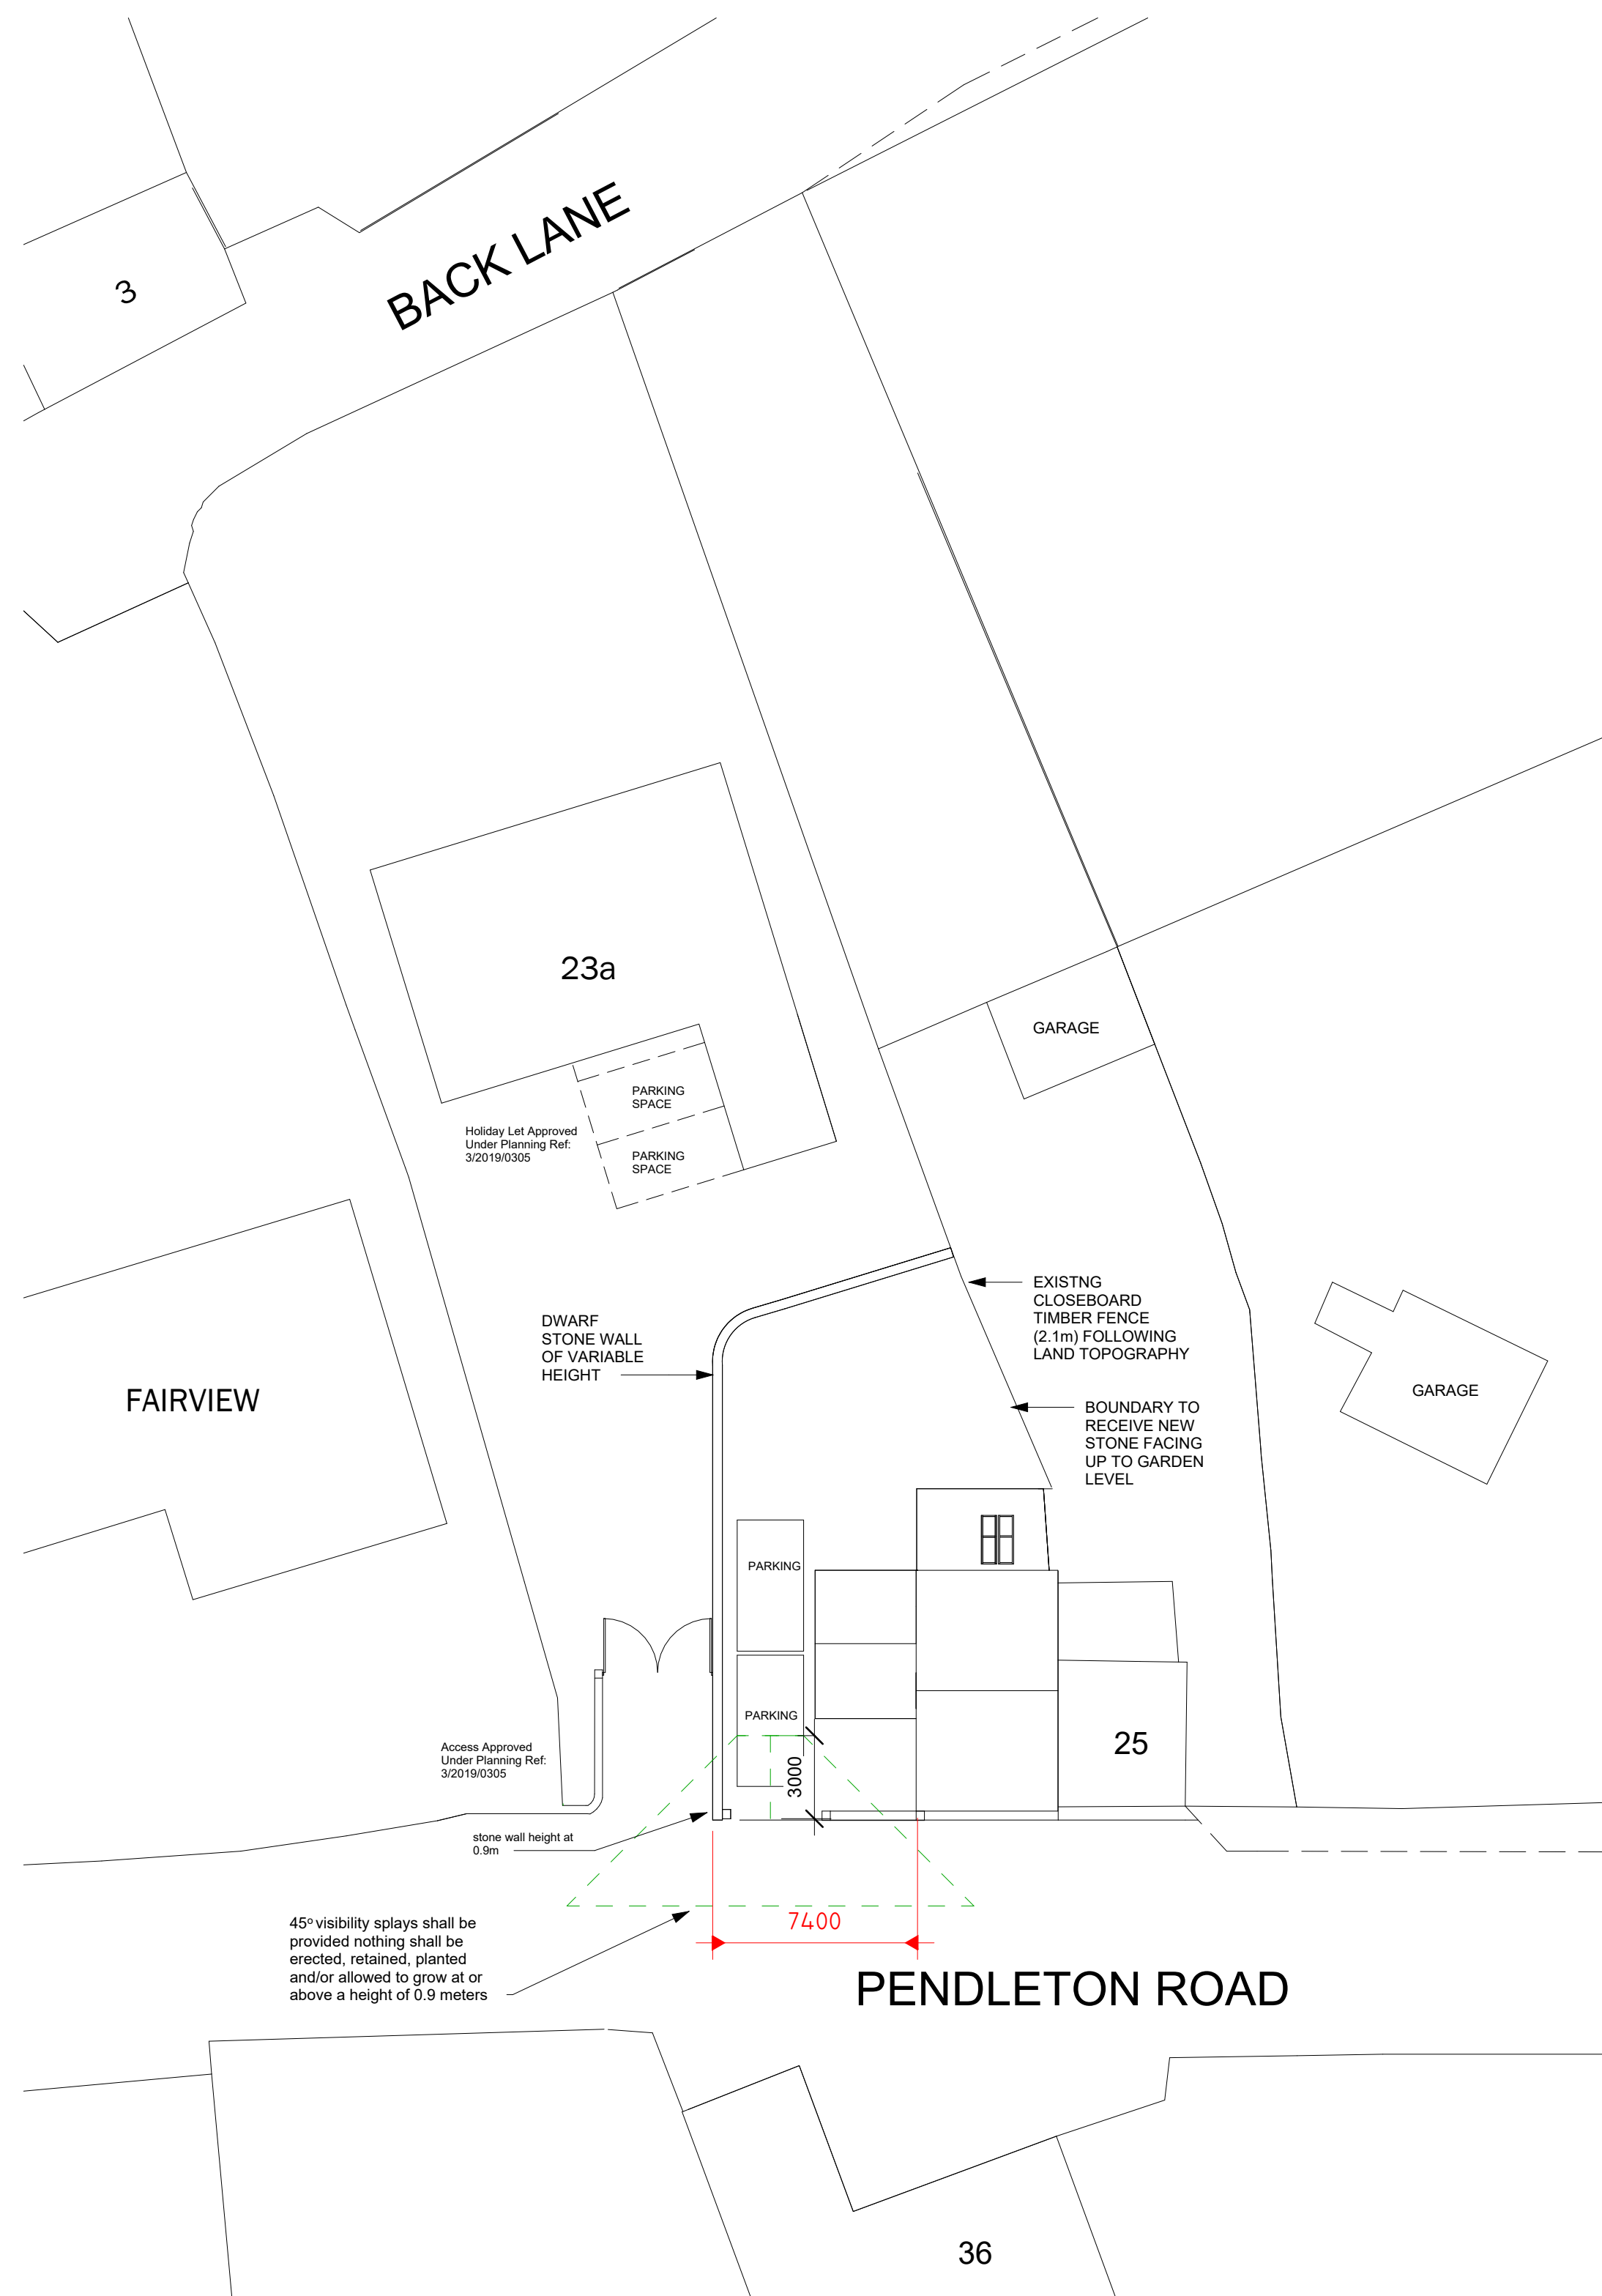 BACK LANE
3
23a
GARAGE
PARKING
SPACE
PARKING
SPACE
Holiday Let Approved
Under Planning Ref:
3/2019/0305
EXISTNG
CLOSEBOARD
TIMBER FENCE
(2.1m) FOLLOWING
LAND TOPOGRAPHY
DWARF
STONE WALL
OF VARIABLE
HEIGHT
FAIRVIEW
GARAGE
BOUNDARY TO
RECEIVE NEW
STONE FACING
UP TO GARDEN
LEVEL
PARKING
PARKING
25
Access Approved
Under Planning Ref:
3/2019/0305
3000
stone wall height at
0.9m
45º visibility splays shall be
provided nothing shall be
erected, retained, planted
and/or allowed to grow at or
above a height of 0.9 meters
7400
PENDLETON ROAD
36